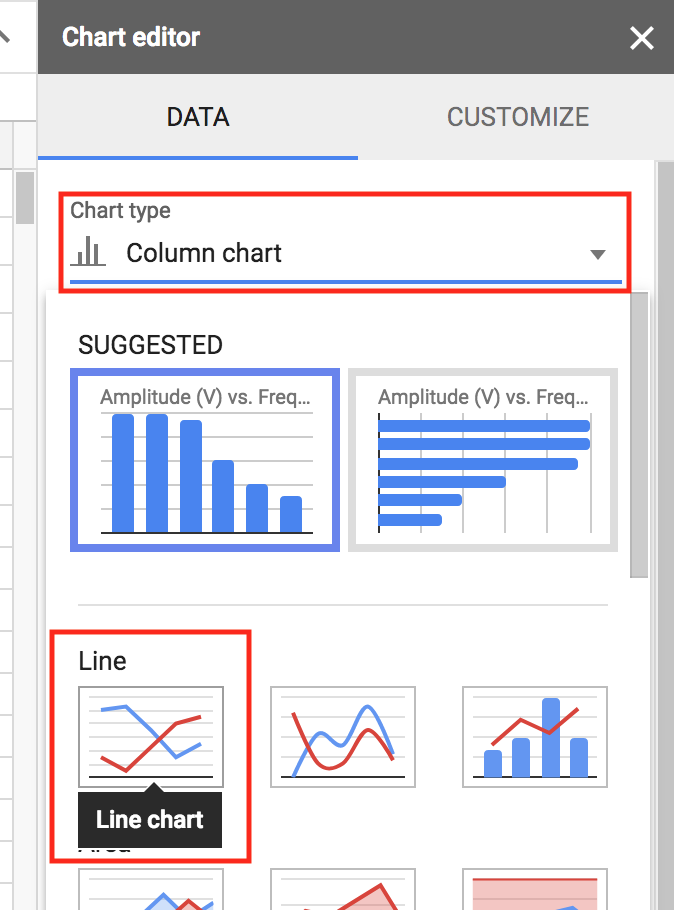 Chart editor
DATA
CUSTOMIZE
Chart type
Column chart
SUGGESTED
Amplitude (V) vs. Freq...
Amplitude (V) vs. Freq...
Line
Line chart